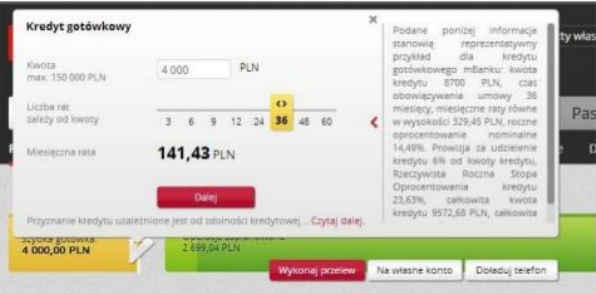 Kredyt gotówkowy
Kwota
max. 150 000 PLN
4 000
PLN
Liczba rat
zależy od kwoty
3 6 9 12 24 36 48 60
Miesięczna rata
141,43 PLN
Dalej
Przyznanie kredytu uzależnione jest od zdolności kredytowej... Czytaj dalej.
Podane poniżej informacje
stanowią reprezentatywny
przykład dla kredytu
gotówkowego mBanku: kwota
kredytu 8700 PLN, czas
obowiązywania umowy 36
miesięcy, miesięczne raty równe
w wysokości 329,45 PLN, roczne
oprocentowanie nominalne
14,49%. Prowizja za udzielenie
kredytu 6% od kwoty kredytu,
Rzeczywista Roczna Stopa
Oprocentowania kredytu
23,63%, całkowita kwota
kredytu 9572,68 PLN, całkowita
ty włas
Pas
Szybka gotówka:
4 000,00 PLN
2 699,04 PLN
Wykonaj przelew
Na własne konto
Doładuj telefon